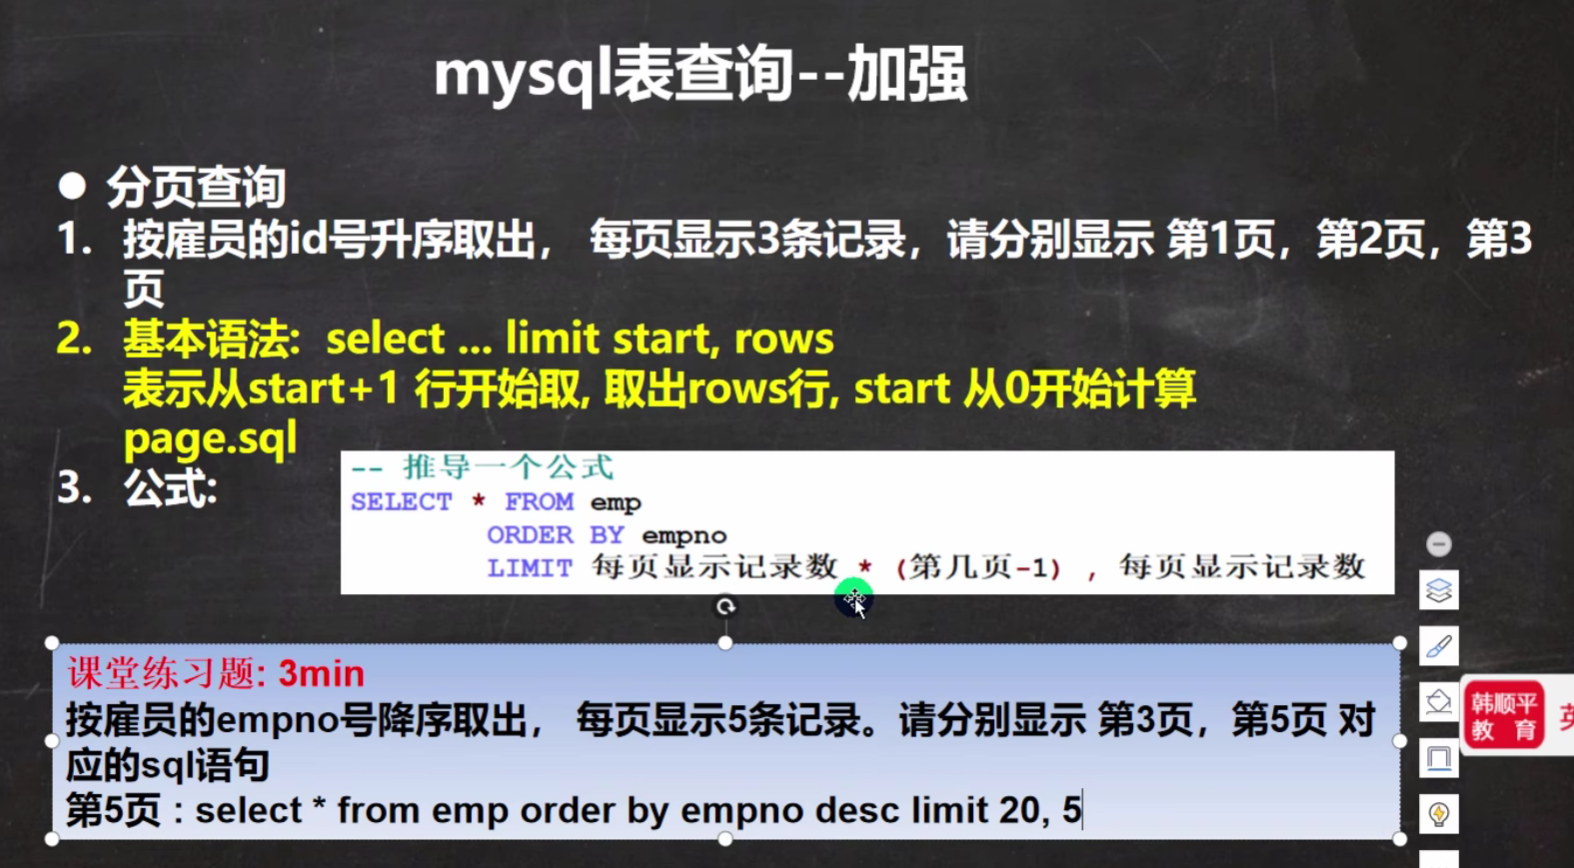 mysql表查询--加强
● 分页查询
1. 按雇员的id号升序取出， 每页显示3条记录，请分别显示 第1页，第2页，第3
页
2. 基本语法: select ... limit start, rows
表示从start+1 行开始取, 取出rows行, start 从0开始计算
page.sql
3. 公式:
-- 推导一个公式
SELECT * FROM emp
ORDER BY empno
LIMIT 每页显示记录数 * (第几页-1) , 每页显示记录数
课堂练习题: 3min
按雇员的empno号降序取出， 每页显示5条记录。请分别显示 第3页，第5页 对
应的sql语句
第5页 : select * from emp order by empno desc limit 20, 5
韩顺平
教 育
英